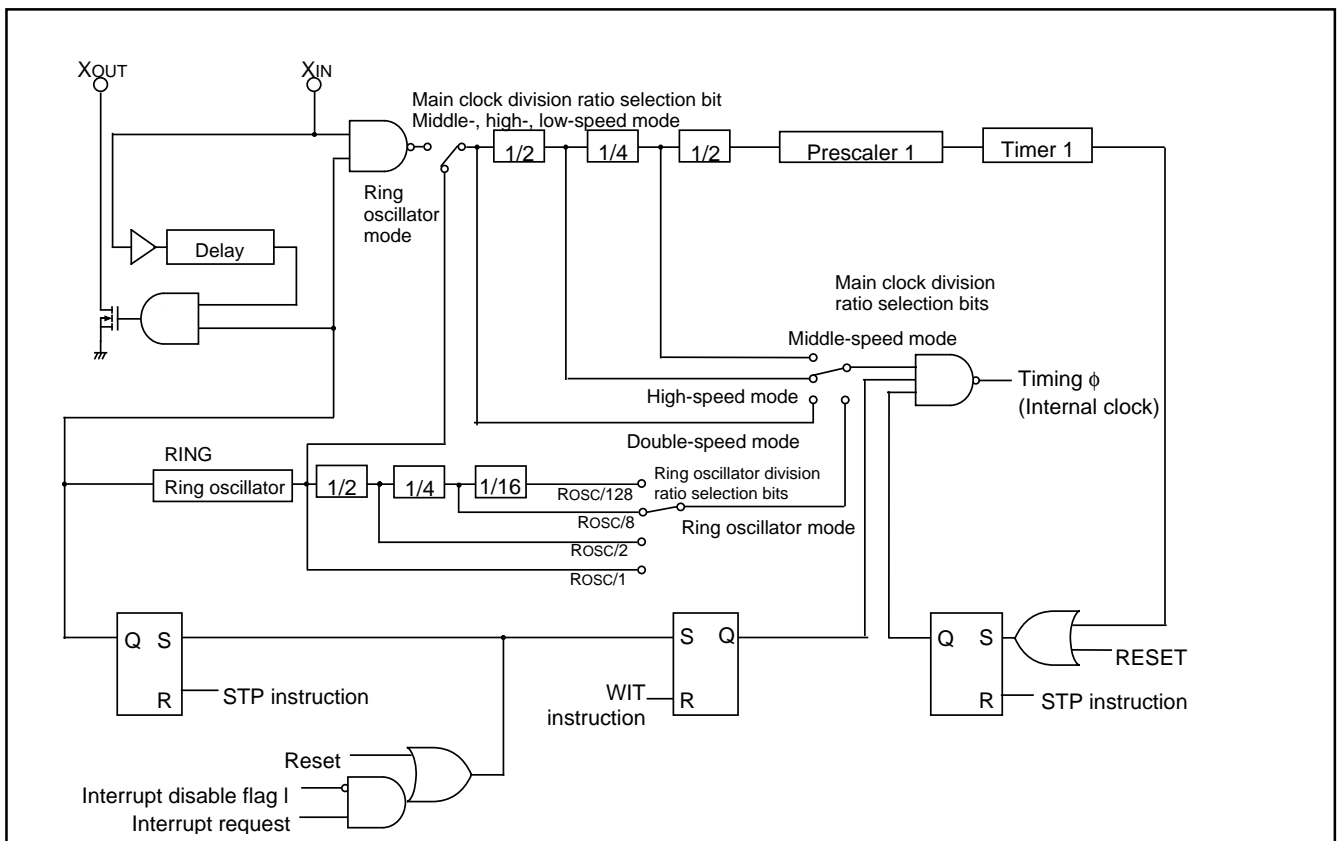 XOUT
XIN
Main clock division ratio selection bit
Middle-, high-, low-speed mode
1/2
1/4
1/2
Prescaler 1
Timer 1
Ring
oscillator
mode
Delay
Main clock division
ratio selection bits
Middle-speed mode
Timing ϕ
(Internal clock)
High-speed mode
Double-speed mode
RING
Ring oscillator
1/2
1/4
1/16
ROSC/128
Ring oscillator division
ratio selection bits
ROSC/8
Ring oscillator mode
ROSC/2
ROSC/1
Q S
R
STP instruction
S Q
R
WIT
instruction
Q S
R
RESET
STP instruction
Reset
Interrupt disable flag I
Interrupt request